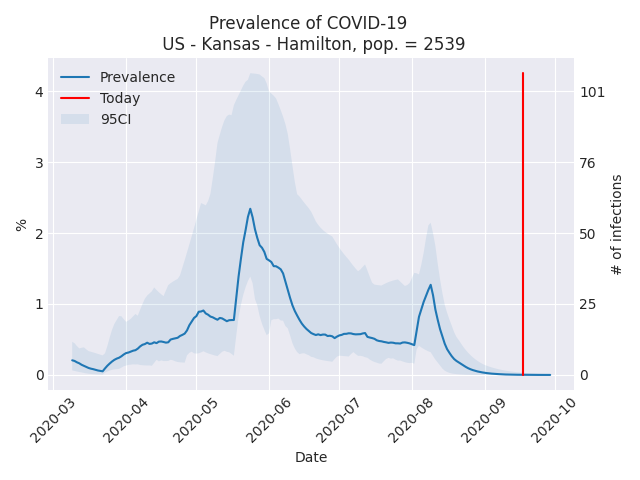 Prevalence of COVID-19
US - Kansas - Hamilton, pop. = 2539
Prevalence
Today
95CI
4
3
2
1
0
%
101
76
50
25
0
# of infections
2020-03
2020-04
2020-05
2020-06
2020-07
2020-08
2020-09
2020-10
Date